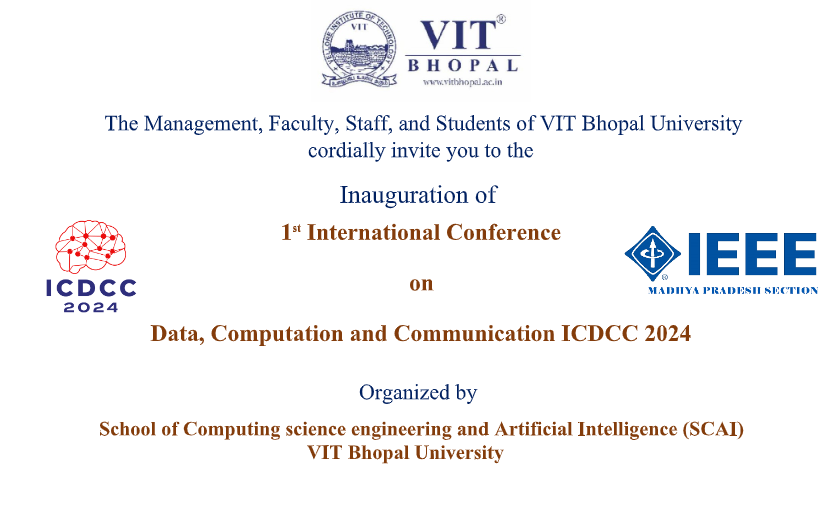 VELLORE INSTITUTE OF TECHNOLOGY
VIT
VIT®
BHOPAL
www.vitbhopal.ac.in
The Management, Faculty, Staff, and Students of VIT Bhopal University
cordially invite you to the
Inauguration of
1st International Conference
on
Data, Computation and Communication ICDCC 2024
ICDCC
2024
IEEE
®
MADHYA PRADESH SECTION
Organized by
School of Computing science engineering and Artificial Intelligence (SCAI)
VIT Bhopal University